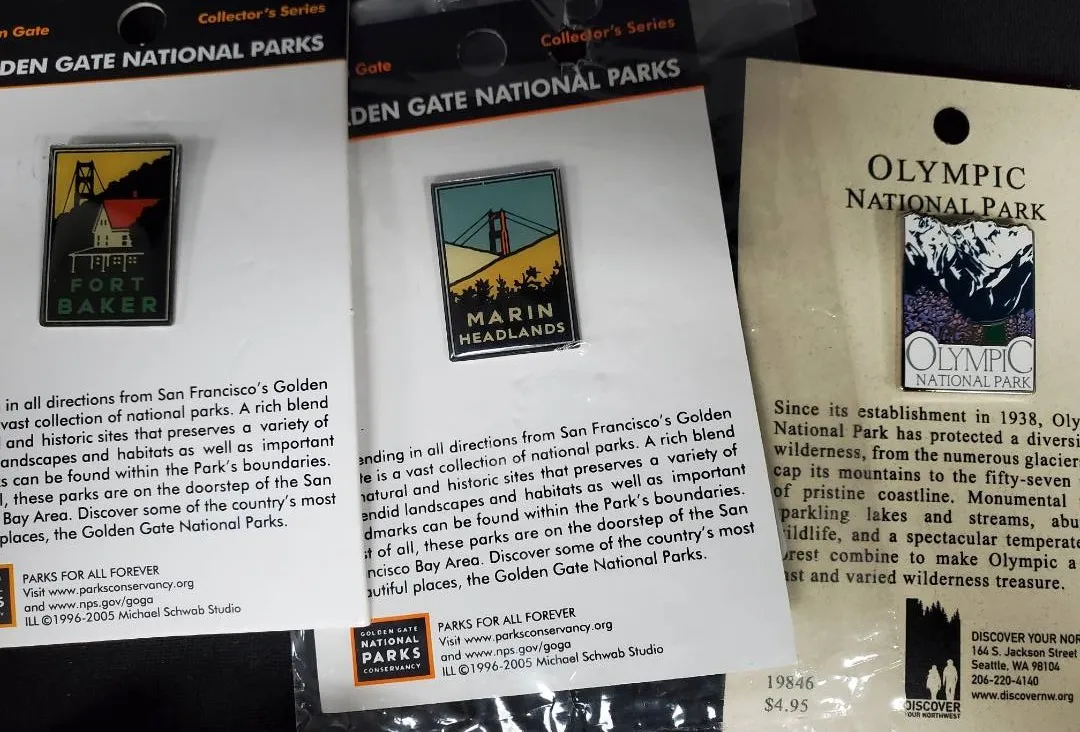 n Gate
Collector's Series
DEN GATE NATIONAL PARKS
FORT
BAKER
in all directions from San Francisco's Golden
vast collection of national parks. A rich blend
and historic sites that preserves a variety of
andscapes and habitats as well as important
s can be found within the Park's boundaries.
l, these parks are on the doorstep of the San
Bay Area. Discover some of the country's most
places, the Golden Gate National Parks.
PARKS FOR ALL FOREVER
Visit www.parksconservancy.org
and www.nps.gov/goga
ILL ©1996-2005 Michael Schwab Studio
Gate
Collector's Series
DEN GATE NATIONAL PARKS
MARIN
HEADLANDS
ending in all directions from San Francisco's Golden
te is a vast collection of national parks. A rich blend
natural and historic sites that preserves a variety of
endid landscapes and habitats as well as important
dmarks can be found within the Park's boundaries.
st of all, these parks are on the doorstep of the San
ncisco Bay Area. Discover some of the country's most
autiful places, the Golden Gate National Parks.
GOLDEN GATE
NATIONAL
PARKS
CONSERVANCY
PARKS FOR ALL FOREVER
Visit www.parksconservancy.org
and www.nps.gov/goga
ILL ©1996-2005 Michael Schwab Studio
OLYMPIC
NATIONAL PARK
OLYMPIC
NATIONAL PARK
Since its establishment in 1938, Oly
National Park has protected a diversi
wilderness, from the numerous glacier
cap its mountains to the fifty-seven
of pristine coastline. Monumental
parkling lakes and streams, abu
ildlife, and a spectacular temperate
rest combine to make Olympic a
ast and varied wilderness treasure.
19846
$4.95
DISCOVER
YOUR NORTHWEST
DISCOVER YOUR NOR
164 S. Jackson Street
Seattle, WA 98104
206-220-4140
www.discovernw.org